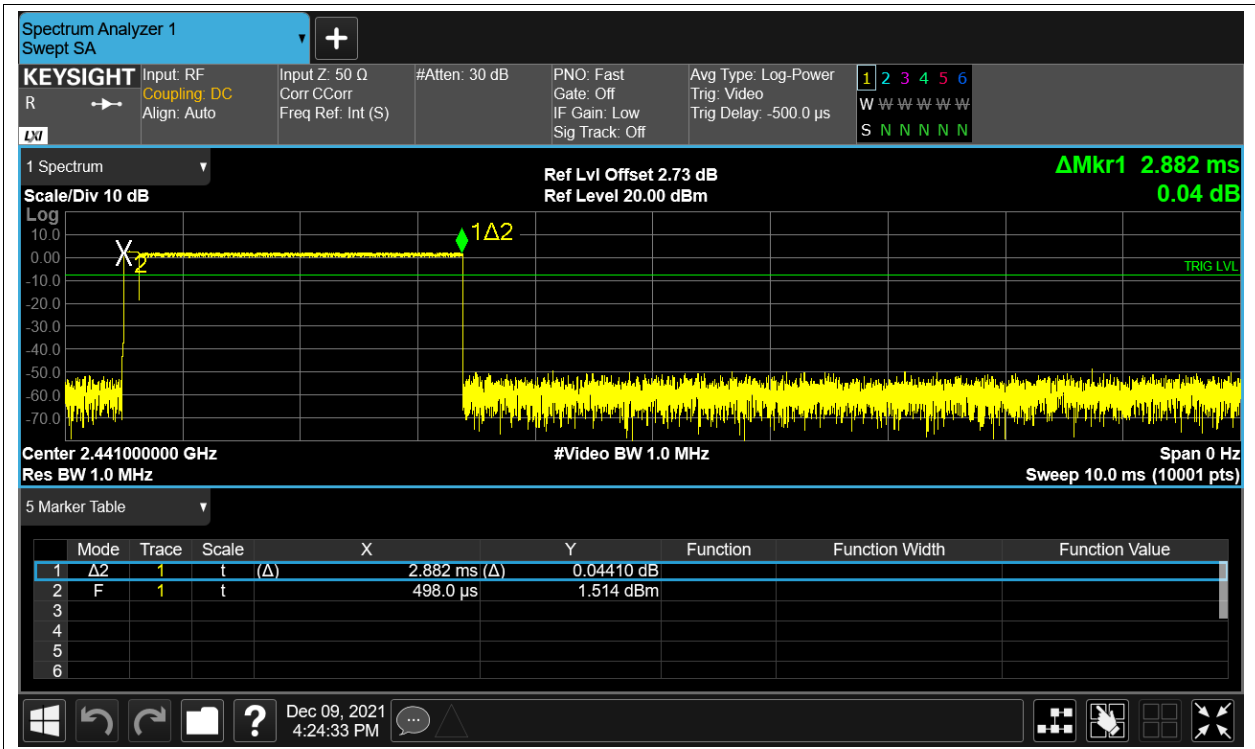 Spectrum Analyzer 1
Swept SA
+
KEYSIGHT Input: RF Input Z: 50 Ω #Atten: 30 dB PNO: Fast Avg Type: Log-Power 1 2 3 4 5 6
R Coupling: DC Corr CCorr Gate: Off Trig: Video W W W W W W
Align: Auto Freq Ref: Int (S) IF Gain: Low Trig Delay: -500.0 µs
LXI Sig Track: Off S N N N N N
1 Spectrum Ref Lvl Offset 2.73 dB ΔMkr1 2.882 ms
Scale/Div 10 dB Ref Level 20.00 dBm 0.04 dB
Log
10.0 1Δ2
0.00 X 2
TRIG LVL
-10.0
-20.0
-30.0
-40.0
-50.0
-60.0
-70.0
Center 2.441000000 GHz #Video BW 1.0 MHz Span 0 Hz
Res BW 1.0 MHz Sweep 10.0 ms (10001 pts)
5 Marker Table
Mode Trace Scale X Y Function Function Width Function Value
1 Δ2 1 t (Δ) 2.882 ms (Δ) 0.04410 dB
2 F 1 t 498.0 µs 1.514 dBm
3
4
5
6
? Dec 09, 2021
4:24:33 PM